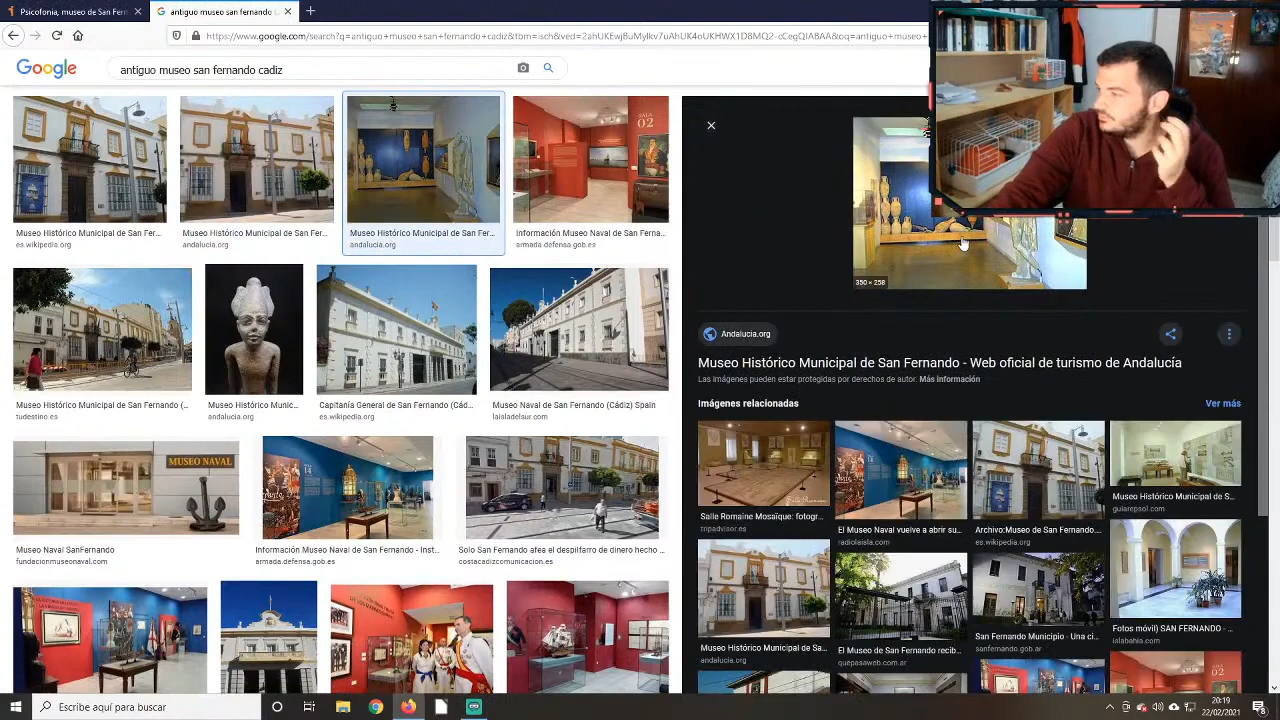 Psicofonía, museo de San Fern
antiguo museo san fernando c
https://www.google.com/search?q=antiguo+museo+san+fernando+cadiz&tbm=isch&ved=
Google
antiguo museo san fernando cadiz
Museo Histórico Municipal de San Fer...
es.wikipedia.org
Museo Histórico Municipal de San Fer...
andalucia.org
Museo Histórico Municipal de San Fer...
andalucia.org
SALA
02
Información Museo Naval de San Ferna...
armada.defensa.gob.es
Museo Histórico Municipal de San Fernando (...
tudestino.es
Museo Histórico Munic...
andalucia.org
Capitanía General de San Fernando (Cád...
es.wikipedia.org
Museo Naval de San Fernando (Cádiz) Spain
laisladelsur.com
MUSEO NAVAL
Museo Naval SanFernando
fundacionmuseonaval.com
Información Museo Naval de San Fernando - Inst...
armada.defensa.gob.es
Solo San Fernando afea el despilfarro de dinero hecho ...
costacadizcomunicacion.es
350 × 258
Andalucia.org
Museo Histórico Municipal de San Fernando - Web oficial de turismo de Andalucía
Las imágenes pueden estar protegidas por derechos de autor. Más información
Imágenes relacionadas
Ver más
Salle Romaine Mosaïque: fotogr...
tripadvisor.es
El Museo Naval vuelve a abrir su...
radiolaisla.com
Archivo:Museo de San Fernando....
es.wikipedia.org
Museo Histórico Municipal de S...
guiarepsol.com
Museo Histórico Municipal de Sa...
andalucia.org
El Museo de San Fernando recib...
quepasaweb.com.ar
San Fernando Municipio - Una ci...
sanfernando.gob.ar
Fotos móvil) SAN FERNANDO - ...
islabahia.com
Escribe aquí para buscar
20:19
22/02/2021